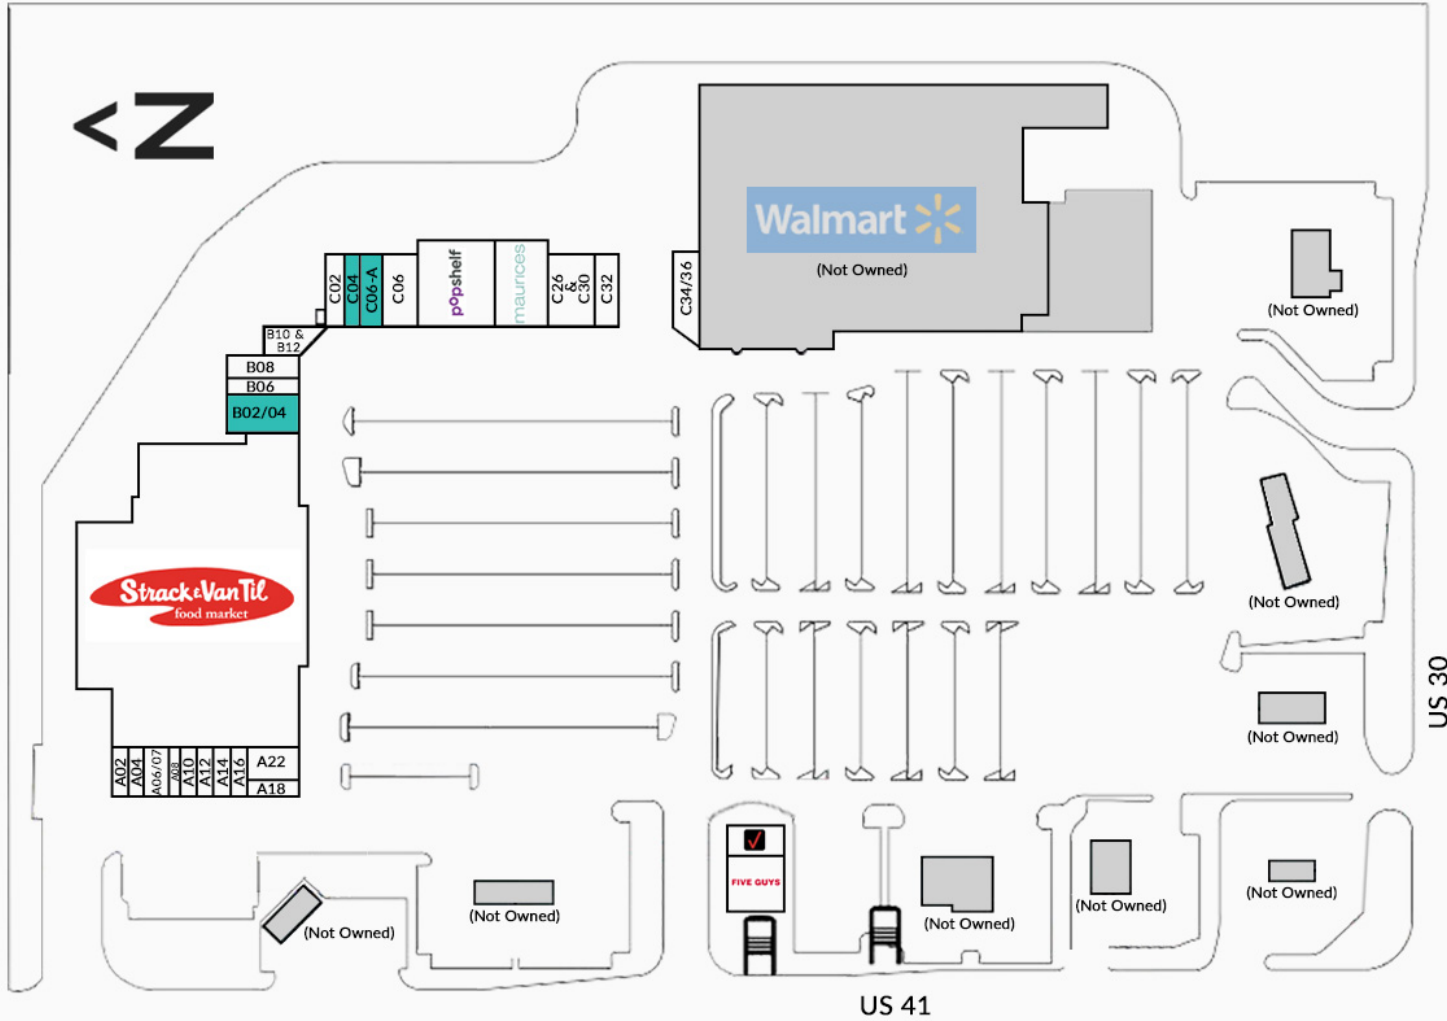 < Z
Walmart
(Not Owned)
(Not Owned)
C02
C04
C06-A
C06
popshelf
maurices
C26
&
C30
C32
C34/36
B10 &
B12
B08
B06
B02/04
Strack & Van Til
food market
(Not Owned)
US 30
(Not Owned)
A02
A04
A06/07
A08
A10
A12
A14
A16
A22
A18
FIVE GUYS
(Not Owned)
(Not Owned)
(Not Owned)
(Not Owned)
(Not Owned)
US 41